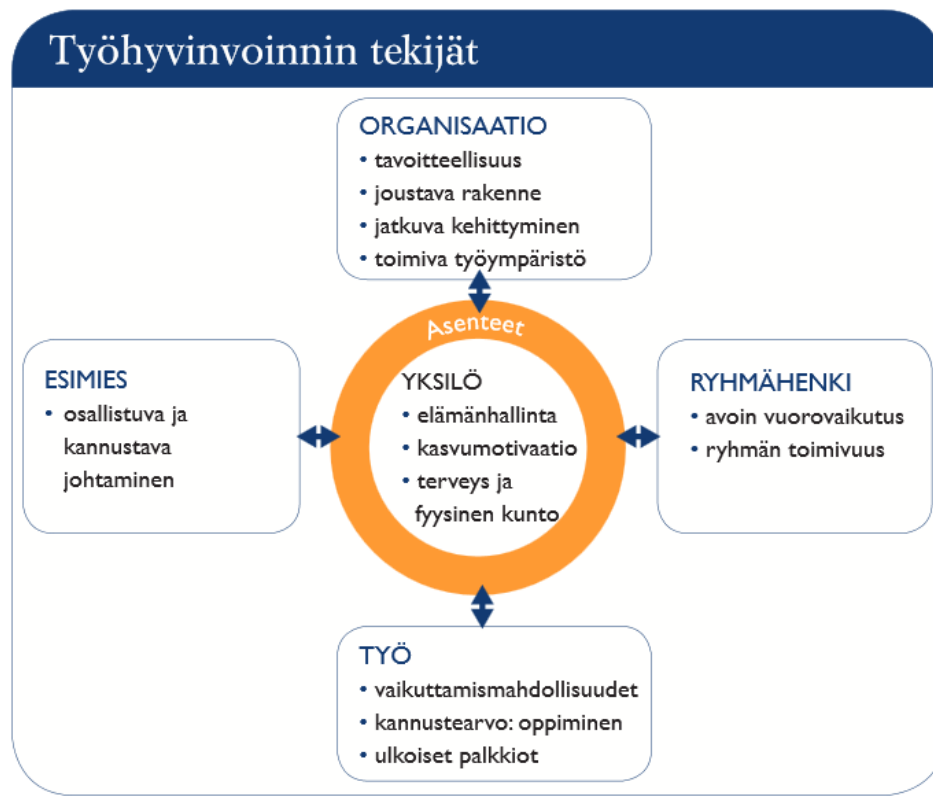 Työhyvinvoinnin tekijät
ORGANISAATIO
• tavoitteellisuus
• joustava rakenne
• jatkuva kehittyminen
• toimiva työympäristö
Asenteet
ESIMIES
• osallistuva ja
kannustava
johtaminen
YKSILÖ
• elämänhallinta
• kasvumotivaatio
• terveys ja
fyysinen kunto
RYHMÄHENKI
• avoin vuorovaikutus
• ryhmän toimivuus
TYÖ
• vaikuttamismahdollisuudet
• kannustearvo: oppiminen
• ulkoiset palkkiot